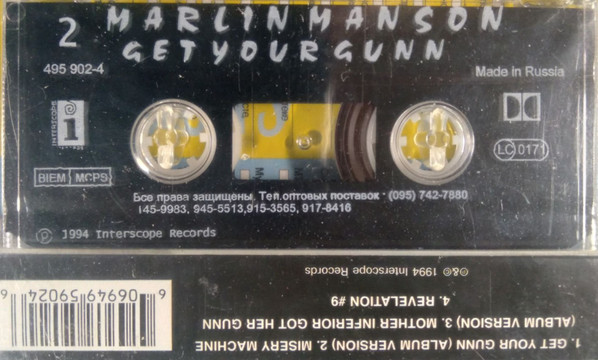 MARLIN MANSON
2
GET YOUR GUNN
495 902-4
Made in Russia
INTERSCOPE
i
LC 0171
BIEM MCPS
Все права защищены. Тел.оптовых поставок · (095) 742-7880
145-9983, 945-5513,915-3565, 917-8416
℗ 1994 Interscope Records
1. GET YOUR GUNN (ALBUM VERSION) 2. MISERY MACHINE
(ALBUM VERSION) 3. MOTHER INFERIOR GOT HER GUNN
4. REVELATION #9
℗&© 1994 Interscope Records
6 06949 59024 9